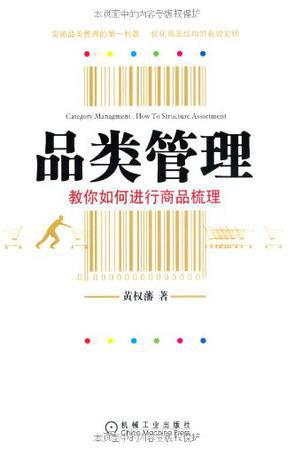 本页面中的内容受版权保护
实施品类管理的第一利器 优化商品结构的有效密钥
Category Managment . How To Structure Assortment
品类管理
教你如何进行商品梳理
黄权藩 著
机械工业出版社
China Machine Press
本页面中的内容受版权保护